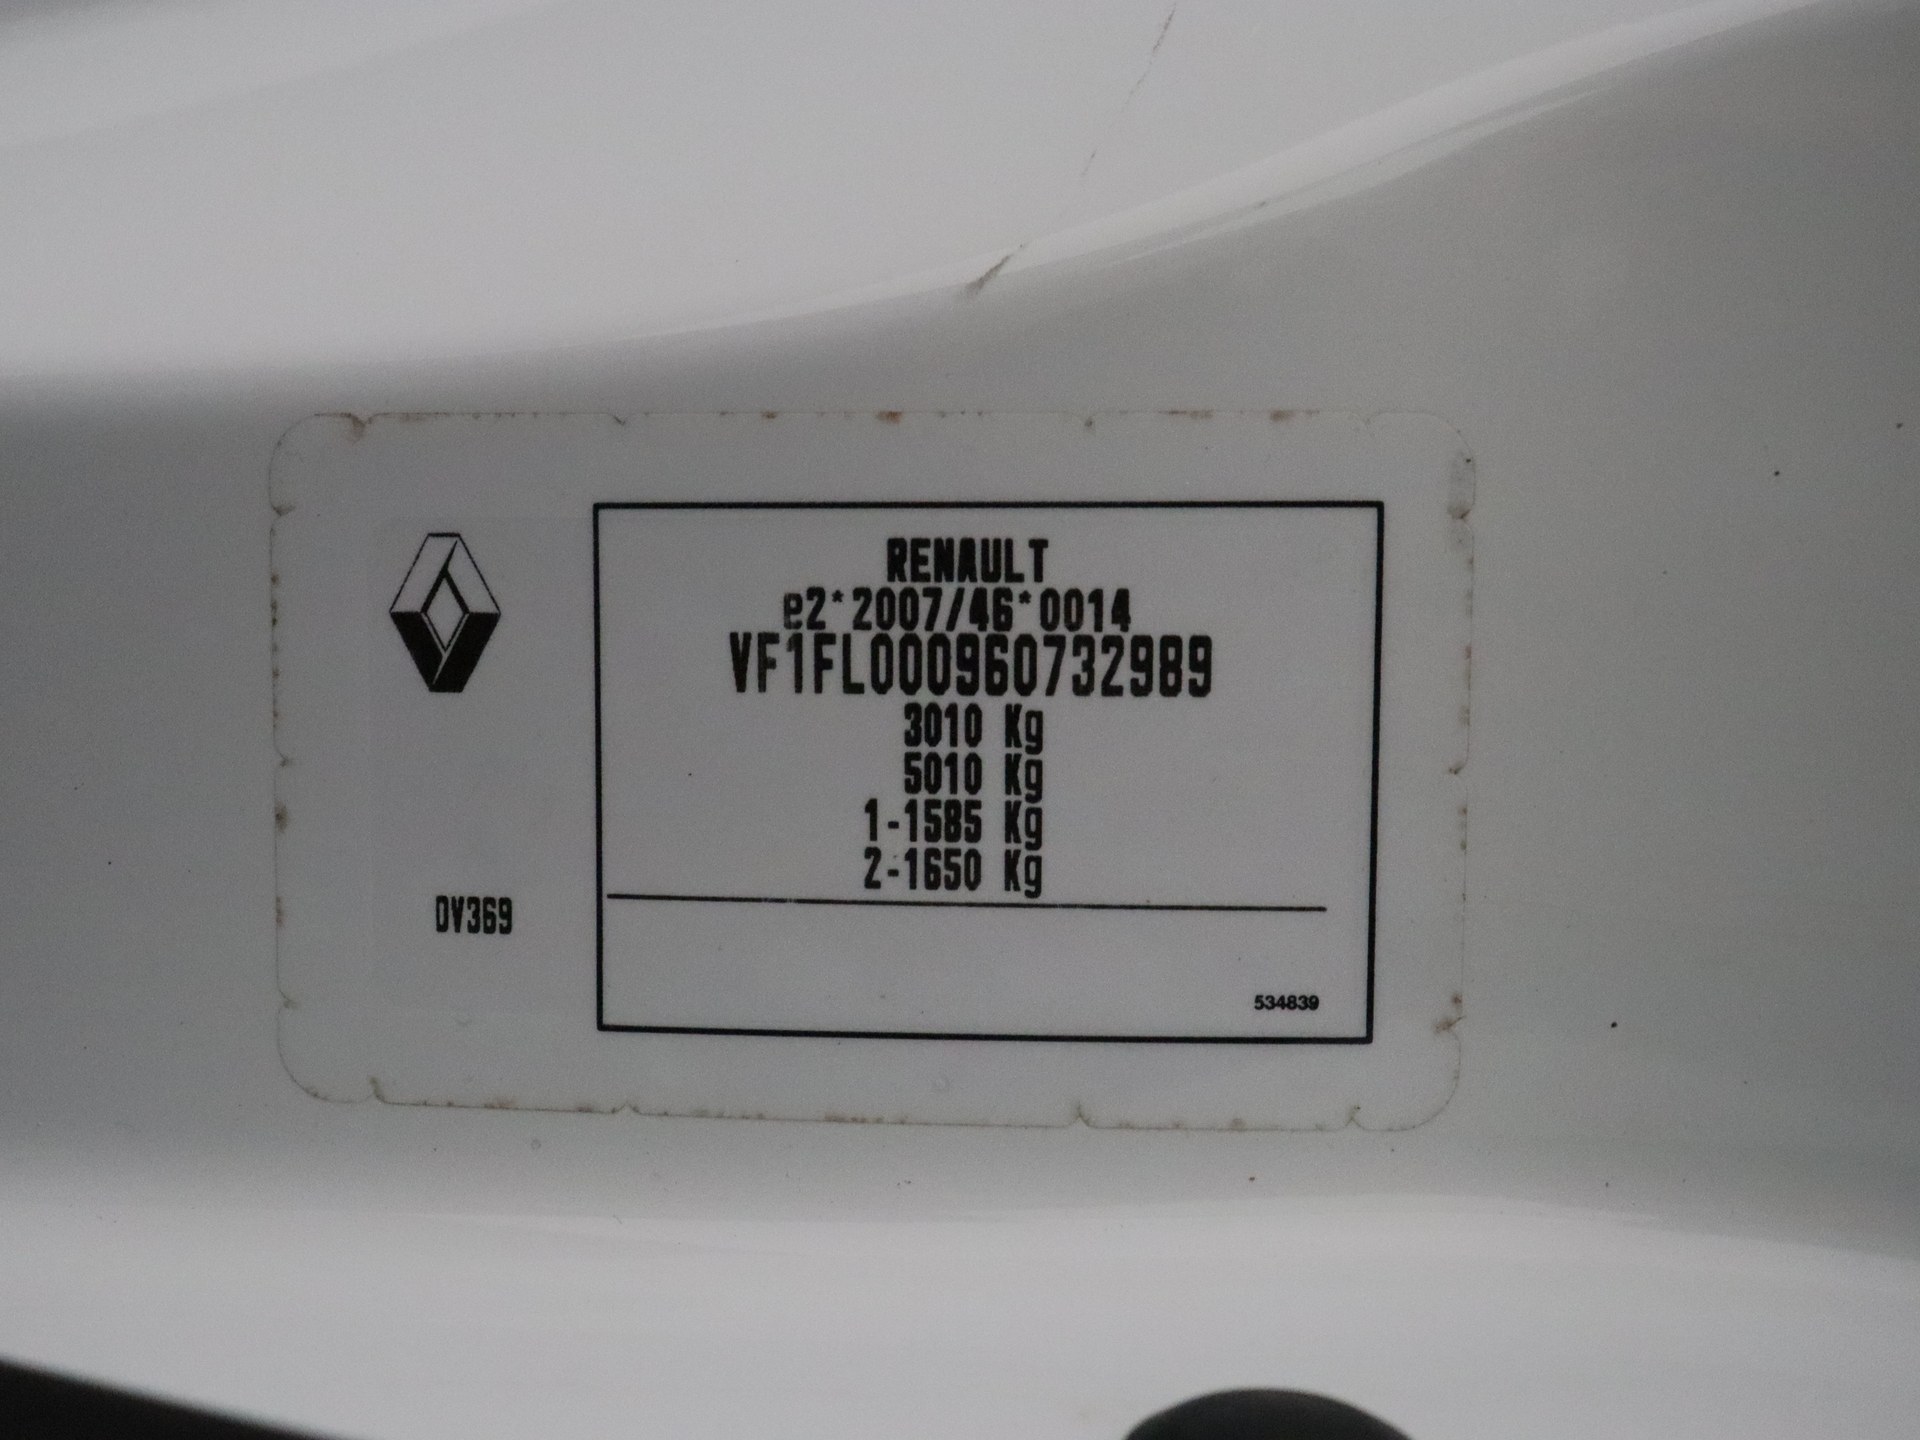 RENAULT
e2*2007/46*0014
VF1FL000960732989
3010 Kg
5010 Kg
1-1585 Kg
2-1650 Kg
DV369
534839